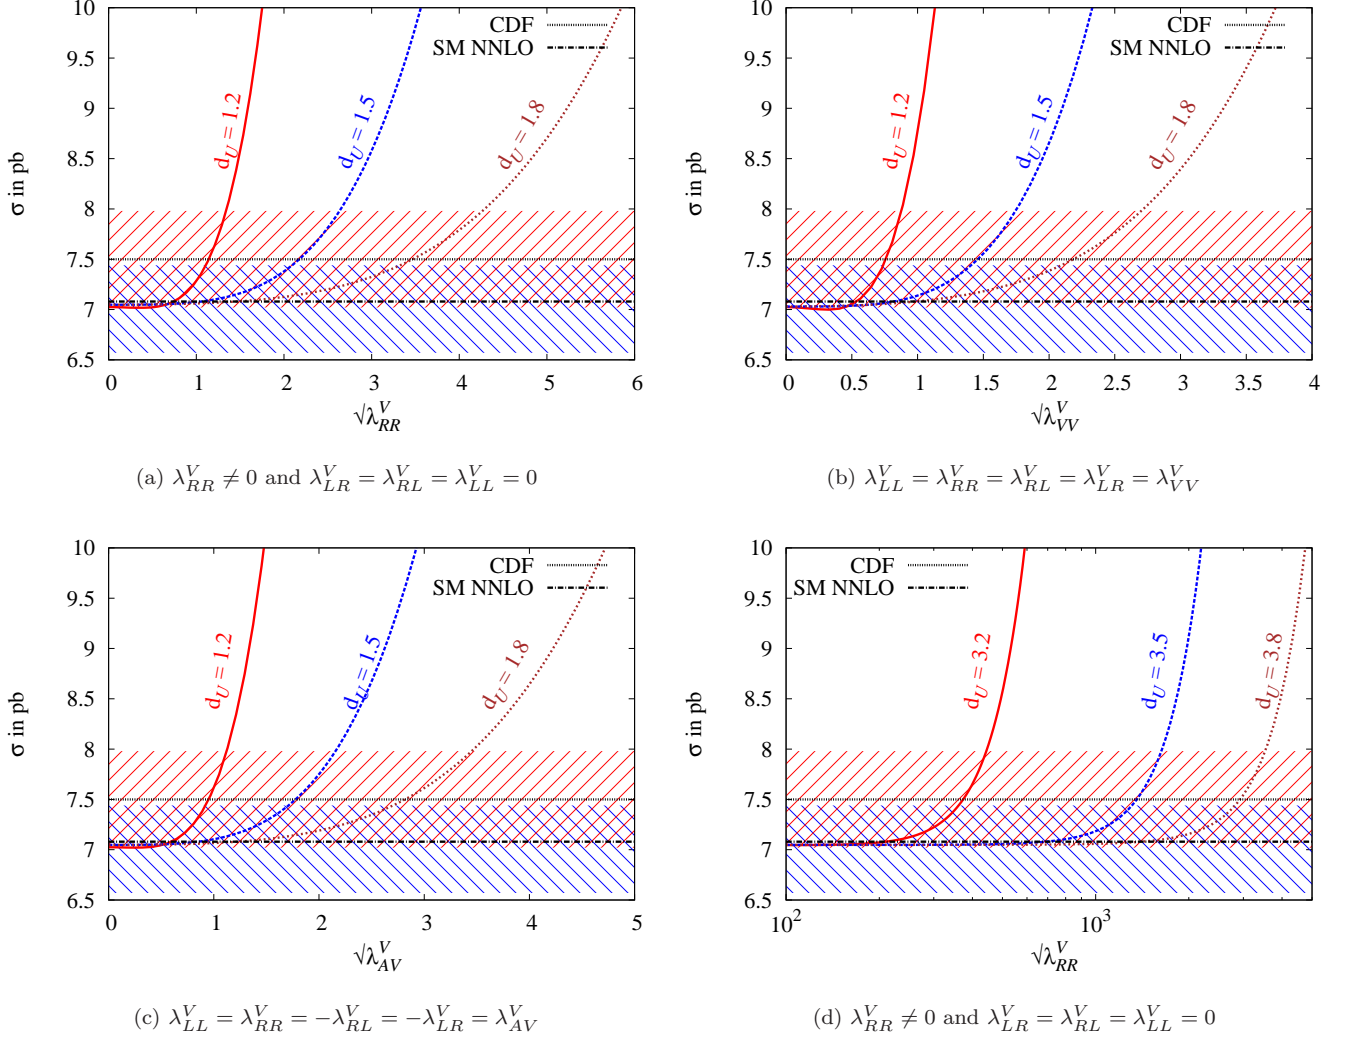 10
9.5
9
8.5
8
7.5
7
6.5
σ in pb
CDF
SM NNLO
d_U = 1.2
d_U = 1.5
d_U = 1.8
0 1 2 3 4 5 6
√λ^V_RR
(a) λ^V_RR ≠ 0 and λ^V_LR = λ^V_RL = λ^V_LL = 0
10
9.5
9
8.5
8
7.5
7
6.5
σ in pb
CDF
SM NNLO
d_U = 1.2
d_U = 1.5
d_U = 1.8
0 0.5 1 1.5 2 2.5 3 3.5 4
√λ^V_VV
(b) λ^V_LL = λ^V_RR = λ^V_RL = λ^V_LR = λ^V_VV
10
9.5
9
8.5
8
7.5
7
6.5
σ in pb
CDF
SM NNLO
d_U = 1.2
d_U = 1.5
d_U = 1.8
0 1 2 3 4 5
√λ^V_AV
(c) λ^V_LL = λ^V_RR = −λ^V_RL = −λ^V_LR = λ^V_AV
10
9.5
9
8.5
8
7.5
7
6.5
σ in pb
CDF
SM NNLO
d_U = 3.2
d_U = 3.5
d_U = 3.8
10^2 10^3
√λ^V_RR
(d) λ^V_RR ≠ 0 and λ^V_LR = λ^V_RL = λ^V_LL = 0